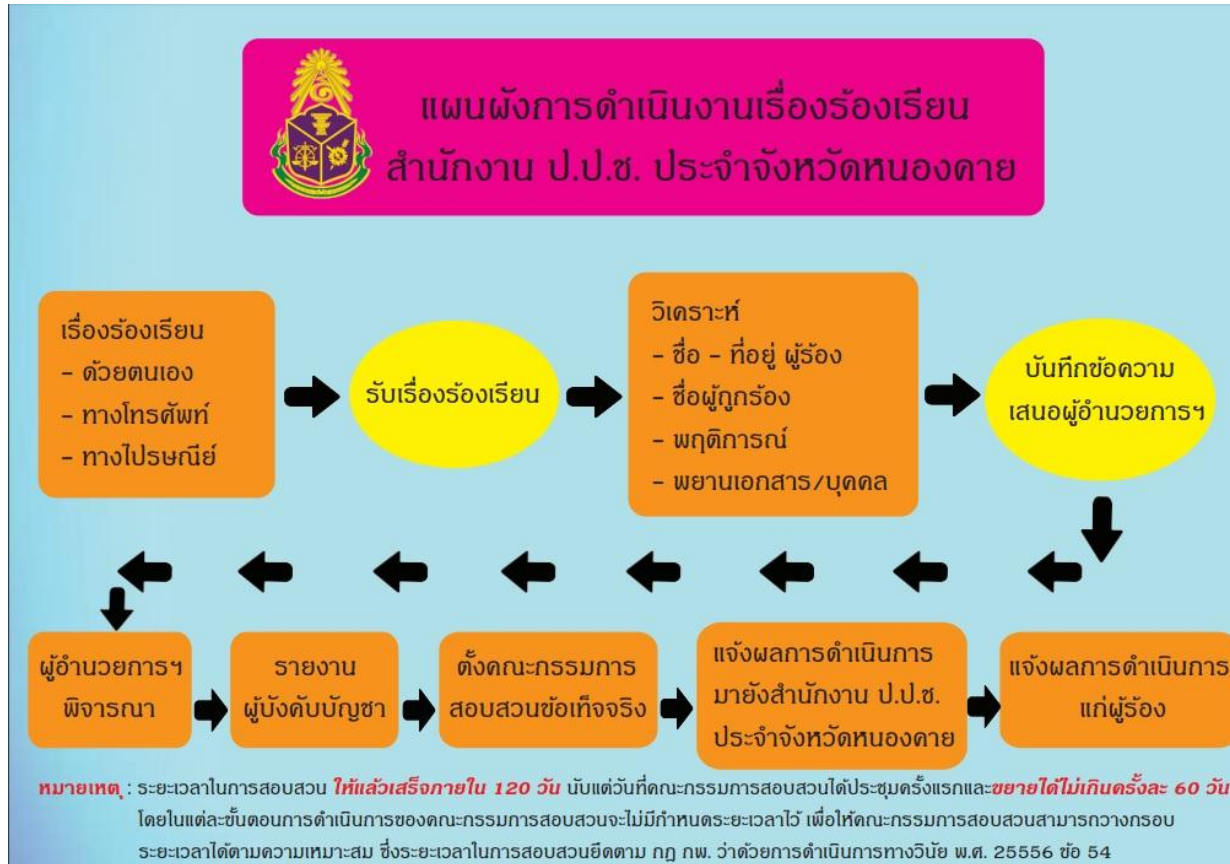 แผนผังการดำเนินงานเรื่องร้องเรียน
สำนักงาน ป.ป.ช. ประจำจังหวัดหนองคาย
เรื่องร้องเรียน
- ด้วยตนเอง
- ทางโทรศัพท์
- ทางไปรษณีย์
รับเรื่องร้องเรียน
วิเคราะห์
- ชื่อ - ที่อยู่ ผู้ร้อง
- ชื่อผู้ถูกร้อง
- พฤติการณ์
- พยานเอกสาร/บุคคล
บันทึกข้อความ
เสนอผู้อำนวยการฯ
ผู้อำนวยการฯ
พิจารณา
รายงาน
ผู้บังคับบัญชา
ตั้งคณะกรรมการ
สอบสวนข้อเท็จจริง
แจ้งผลการดำเนินการ
มายังสำนักงาน ป.ป.ช.
ประจำจังหวัดหนองคาย
แจ้งผลการดำเนินการ
แก่ผู้ร้อง
หมายเหตุ : ระยะเวลาในการสอบสวน ให้แล้วเสร็จภายใน 120 วัน นับแต่วันที่คณะกรรมการสอบสวนได้ประชุมครั้งแรกและขยายได้ไม่เกินครั้งละ 60 วัน
โดยในแต่ละขั้นตอนการดำเนินการของคณะกรรมการสอบสวนจะไม่มีกำหนดระยะเวลาไว้ เพื่อให้คณะกรรมการสอบสวนสามารถวางกรอบ
ระยะเวลาได้ตามความเหมาะสม ซึ่งระยะเวลาในการสอบสวนยึดตาม กฎ กพ. ว่าด้วยการดำเนินการทางวินัย พ.ศ. 25556 ข้อ 54